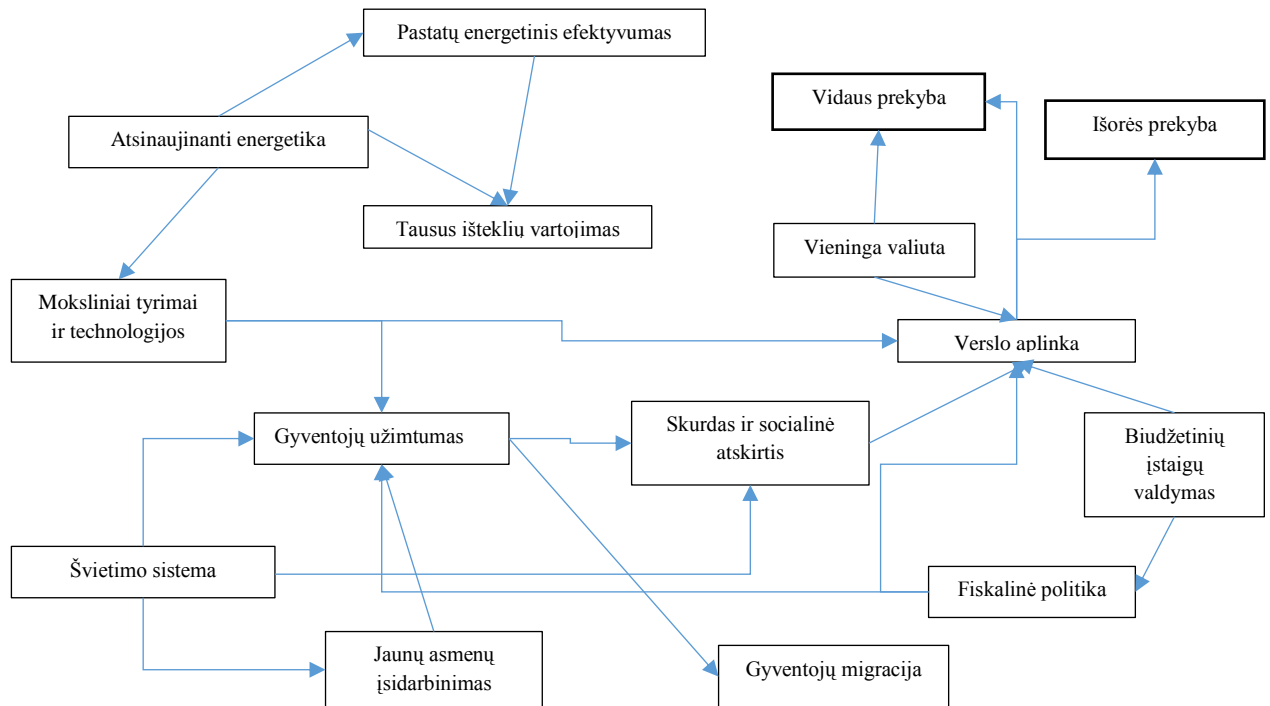 Pastatų energetinis efektyvumas
Vidaus prekyba
Išorės prekyba
Atsinaujinanti energetika
Tausus išteklių vartojimas
Vieninga valiuta
Moksliniai tyrimai
ir technologijos
Verslo aplinka
Gyventojų užimtumas
Skurdas ir socialinė
atskirtis
Biudžetinių
įstaigų
valdymas
Švietimo sistema
Fiskalinė politika
Jaunų asmenų
įsidarbinimas
Gyventojų migracija